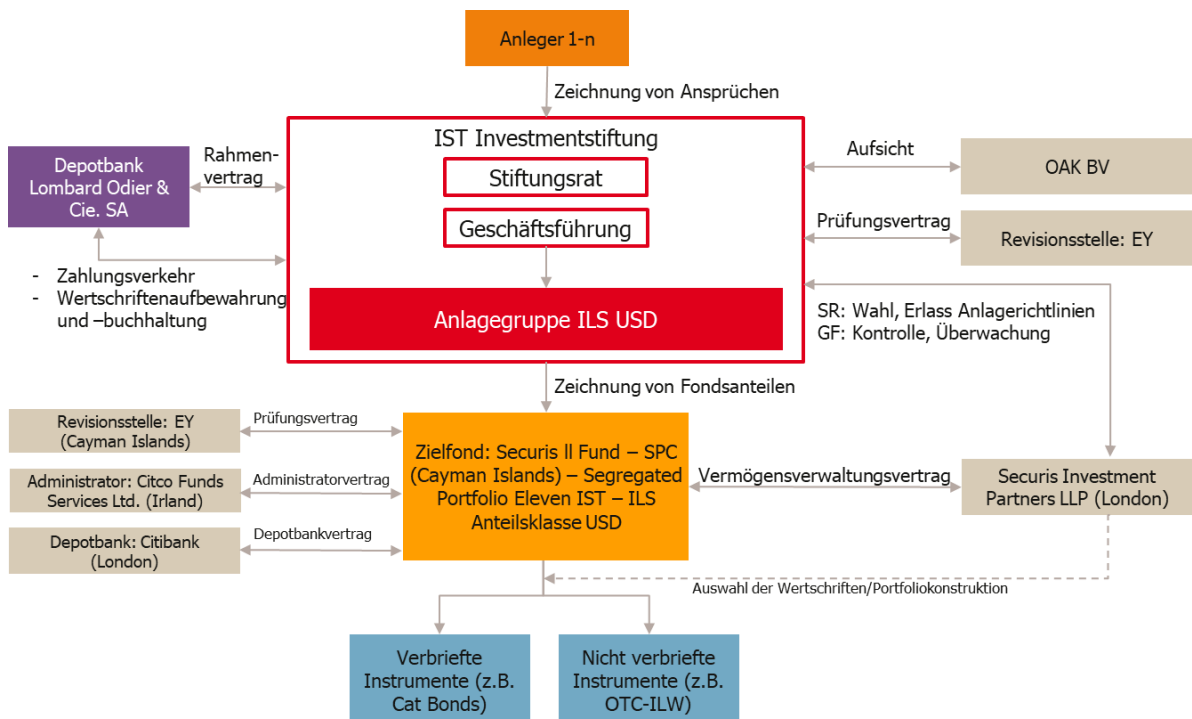 Anleger 1-n
Zeichnung von Ansprüchen
IST Investmentstiftung
Stiftungsrat
Geschäftsführung
Anlagegruppe ILS USD
Depotbank
Lombard Odier &
Cie. SA
Rahmen-
vertrag
- Zahlungsverkehr
- Wertschriftenaufbewahrung
und –buchhaltung
Aufsicht
OAK BV
Prüfungsvertrag
Revisionsstelle: EY
SR: Wahl, Erlass Anlagerichtlinien
GF: Kontrolle, Überwachung
Zeichnung von Fondsanteilen
Revisionsstelle: EY
(Cayman Islands)
Prüfungsvertrag
Administrator: Citco Funds
Services Ltd. (Irland)
Administratorvertrag
Depotbank: Citibank
(London)
Depotbankvertrag
Zielfond: Securis ll Fund – SPC
(Cayman Islands) – Segregated
Portfolio Eleven IST – ILS
Anteilsklasse USD
Vermögensverwaltungsvertrag
Securis Investment
Partners LLP (London)
Auswahl der Wertschriften/Portfoliokonstruktion
Verbriefte
Instrumente (z.B.
Cat Bonds)
Nicht verbriefte
Instrumente (z.B.
OTC-ILW)